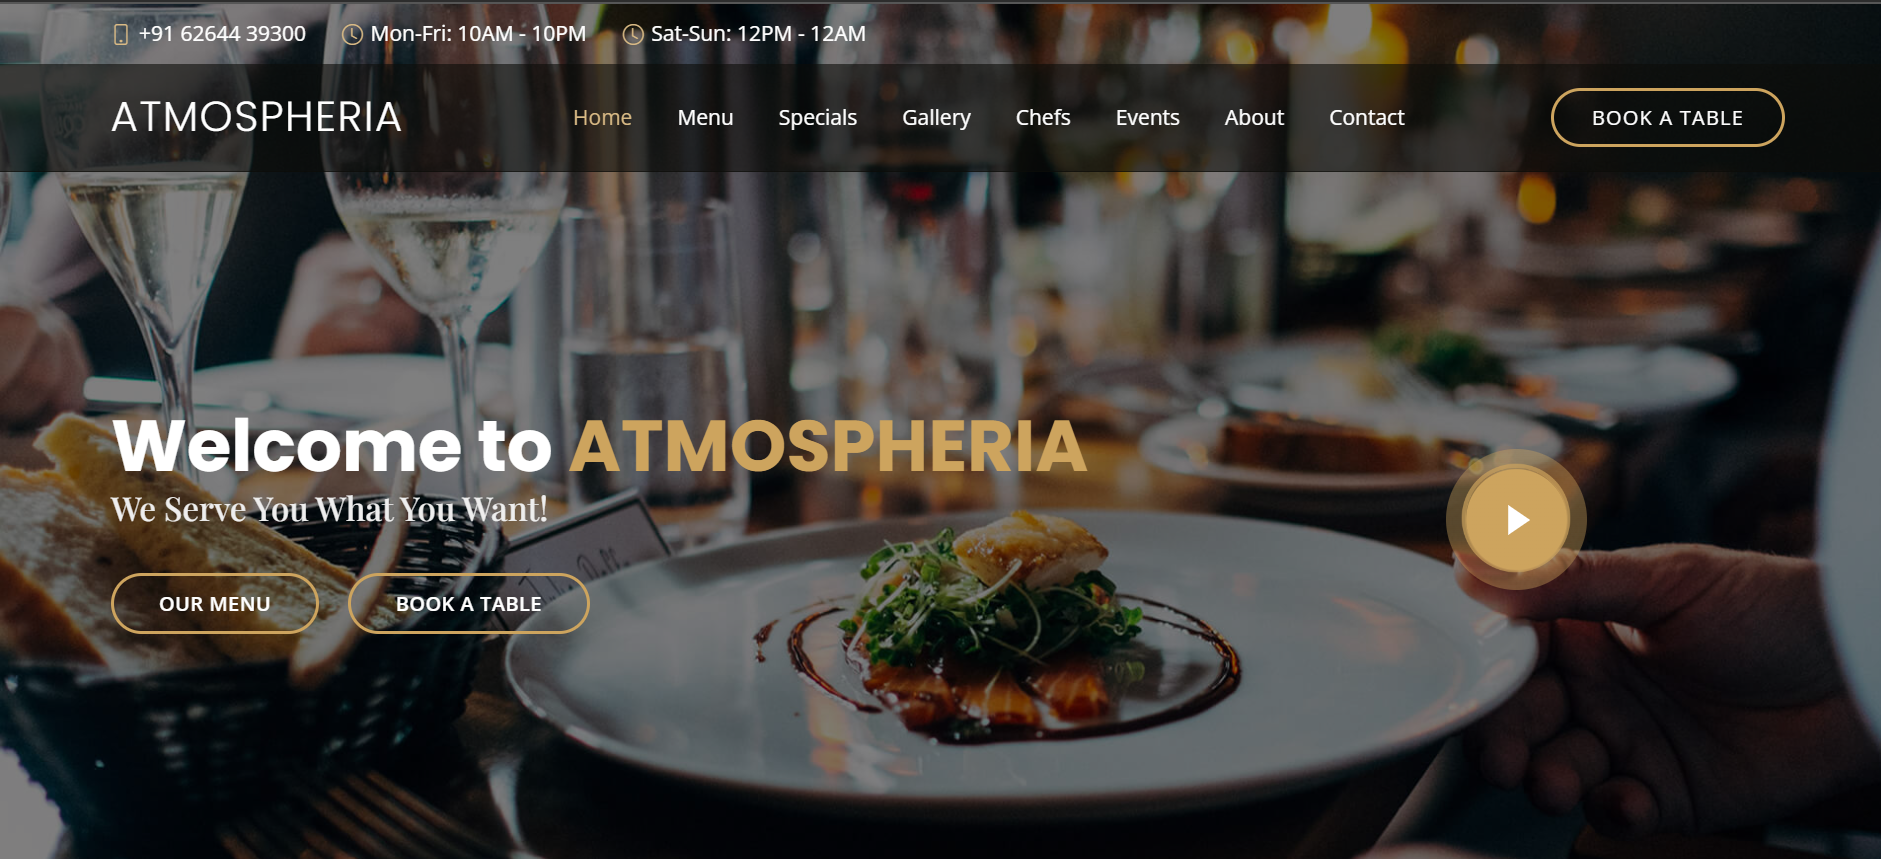 +91 62644 39300 Mon-Fri: 10AM - 10PM Sat-Sun: 12PM - 12AM
ATMOSPHERIA Home Menu Specials Gallery Chefs Events About Contact BOOK A TABLE
Welcome to ATMOSPHERIA
We Serve You What You Want!
OUR MENU BOOK A TABLE